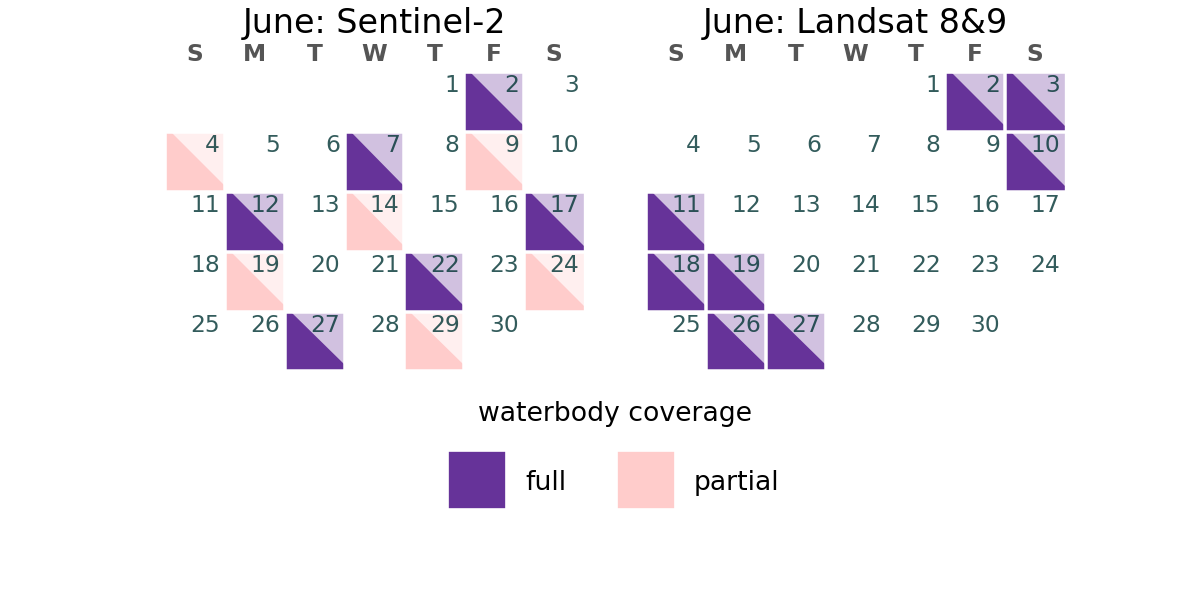 June: Sentinel-2
S M T W T F S
1 2 3
4 5 6 7 8 9 10
11 12 13 14 15 16 17
18 19 20 21 22 23 24
25 26 27 28 29 30
June: Landsat 8&9
S M T W T F S
1 2 3
4 5 6 7 8 9 10
11 12 13 14 15 16 17
18 19 20 21 22 23 24
25 26 27 28 29 30
waterbody coverage
full partial